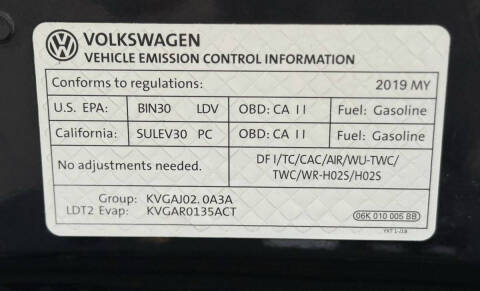 VOLKSWAGEN
VEHICLE EMISSION CONTROL INFORMATION
Conforms to regulations: 2019 MY
U.S. EPA: BIN30 LDV OBD: CA II Fuel: Gasoline
California: SULEV30 PC OBD: CA II Fuel: Gasoline
No adjustments needed. DFI/TC/CAC/AIR/WU-TWC/
TWC/WR-H02S/H02S
Group: KVGAJ02.0A3A
LDT2 Evap: KVGAR0135ACT
06K 010 005 BB